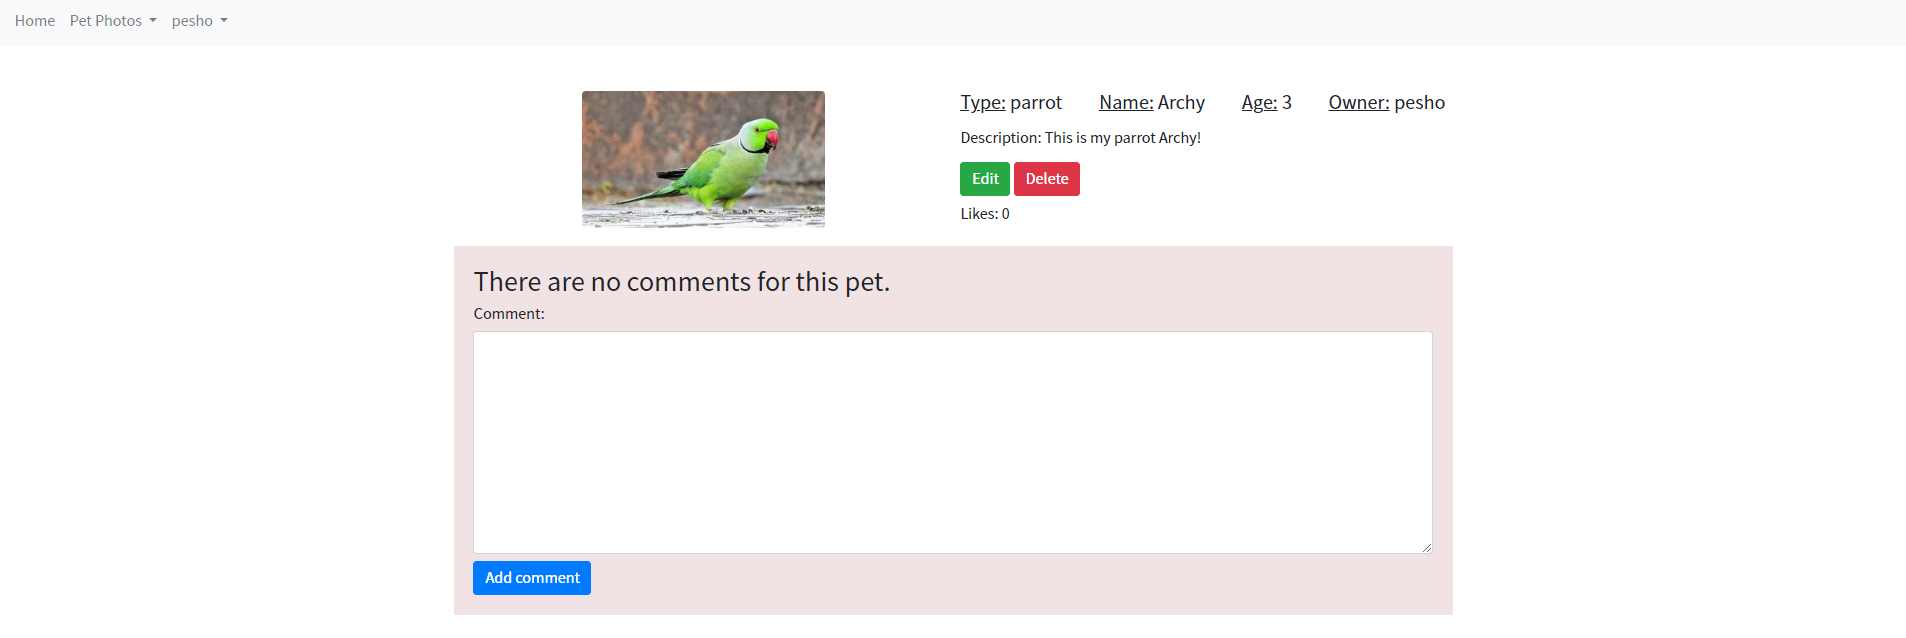 Home Pet Photos pesho
Type: parrot Name: Archy Age: 3 Owner: pesho
Description: This is my parrot Archy!
Edit Delete
Likes: 0
There are no comments for this pet.
Comment:
Add comment